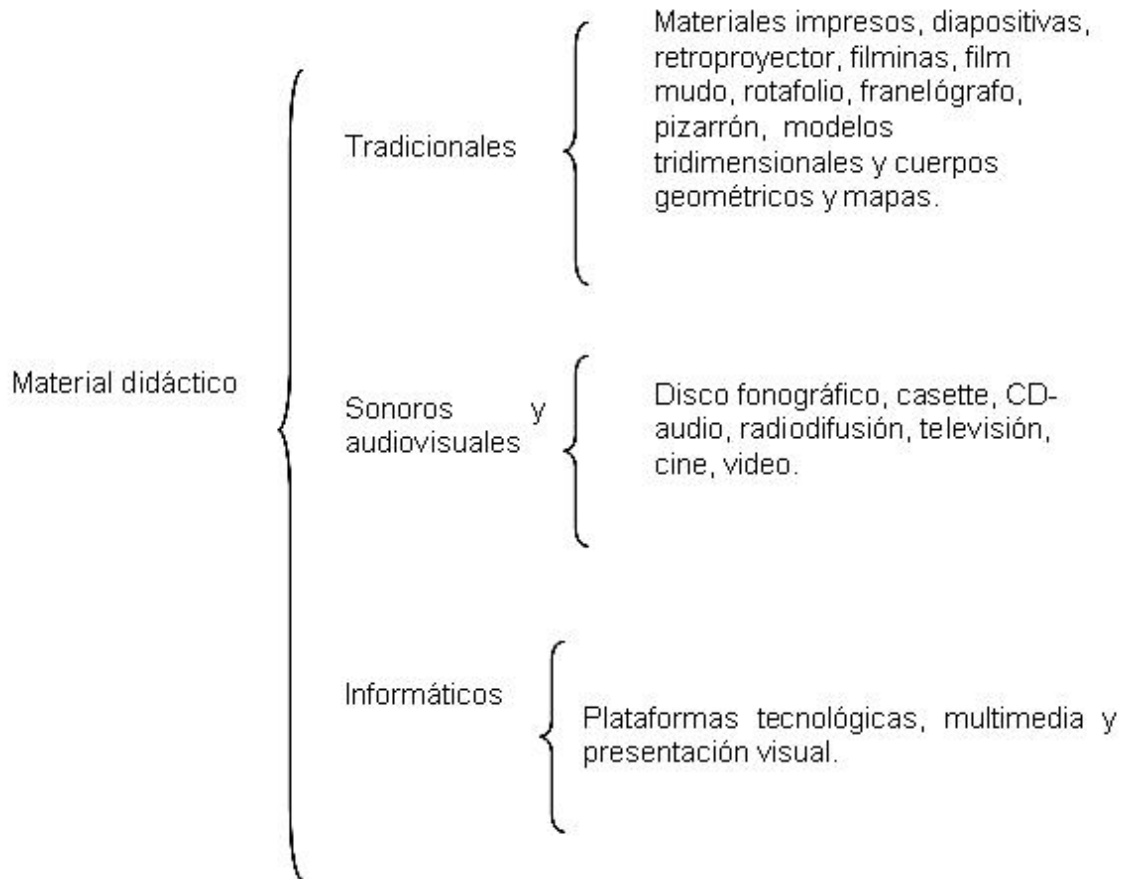 Material didáctico
Tradicionales
Materiales impresos, diapositivas,
retroproyector, filminas, film
mudo, rotafolio, franelógrafo,
pizarrón, modelos
tridimensionales y cuerpos
geométricos y mapas.
Sonoros y
audiovisuales
Disco fonográfico, casette, CD-
audio, radiodifusión, televisión,
cine, video.
Informáticos
Plataformas tecnológicas, multimedia y
presentación visual.